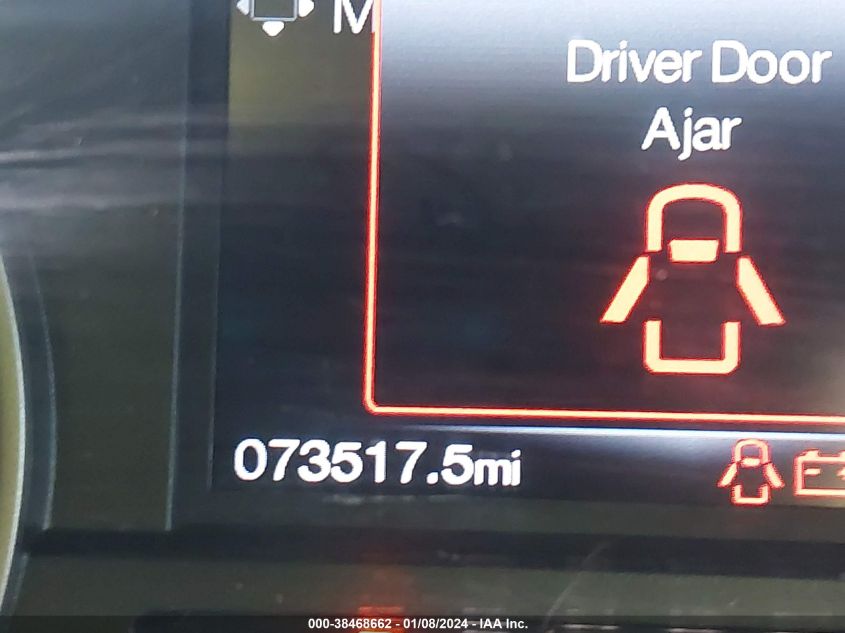 M
Driver Door
Ajar
073517.5mi
000-38468662 - 01/08/2024 - IAA Inc.